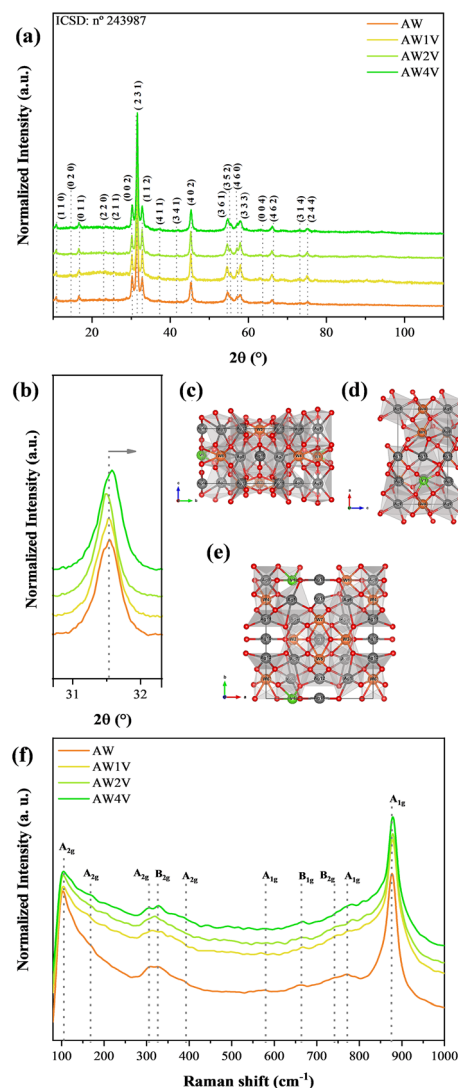 (a)
ICSD: nº 243987
AW
AW1V
AW2V
AW4V
(1 1 0)
(0 2 0)
(0 1 1)
(2 2 0)
(2 1 1)
(0 0 2)
(2 3 1)
(1 1 2)
(4 1 1)
(3 4 1)
(4 0 2)
(3 6 1)
(3 5 2)
(4 6 0)
(3 3 3)
(0 0 4)
(4 6 2)
(3 1 4)
(2 4 4)
Normalized Intensity (a.u.)
20 40 60 80 100
2θ (°)
(b)
Normalized Intensity (a.u.)
31 32
2θ (°)
(c)
(d)
(e)
(f)
AW
AW1V
AW2V
AW4V
A2g
A2g
A2g
B2g
A2g
A1g
B1g
B2g
A1g
A1g
Normalized Intensity (a. u.)
100 200 300 400 500 600 700 800 900 1000
Raman shift (cm-1)